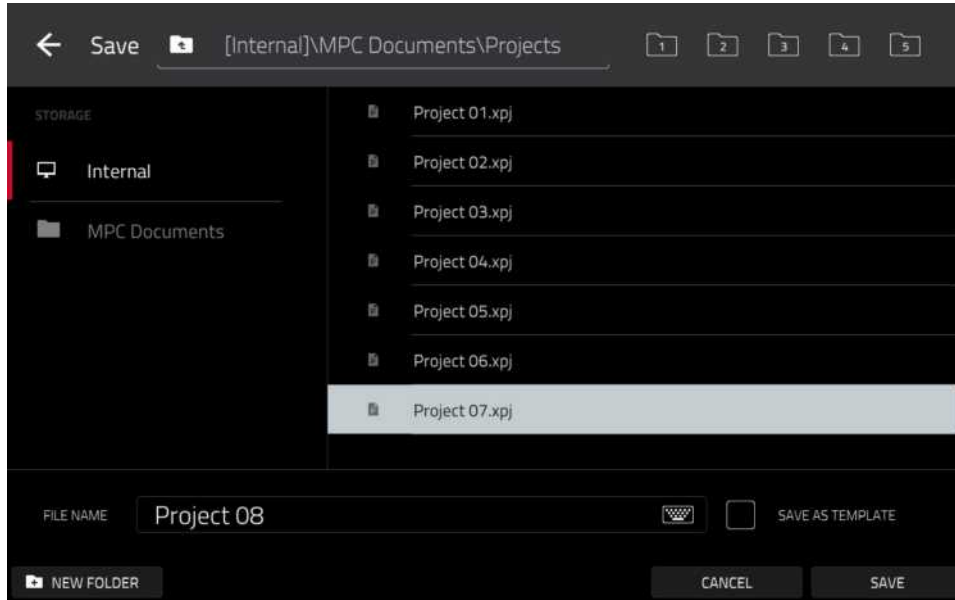 Save [Internal]\MPC Documents\Projects 1 2 3 4 5
STORAGE
Internal
MPC Documents
Project 01.xpj
Project 02.xpj
Project 03.xpj
Project 04.xpj
Project 05.xpj
Project 06.xpj
Project 07.xpj
FILE NAME Project 08 SAVE AS TEMPLATE
NEW FOLDER CANCEL SAVE